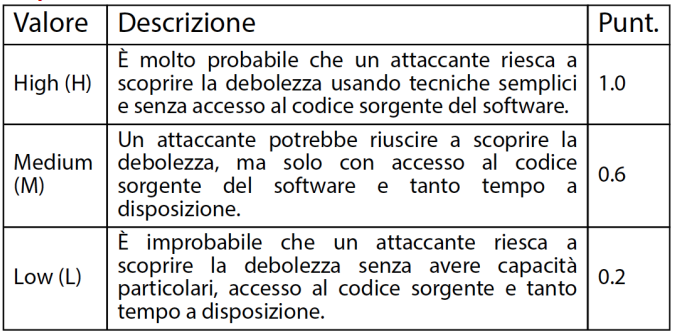 Valore Descrizione Punt.
È molto probabile che un attaccante riesca a
High (H) scoprire la debolezza usando tecniche semplici 1.0
e senza accesso al codice sorgente del software.
Un attaccante potrebbe riuscire a scoprire la
Medium debolezza, ma solo con accesso al codice
(M) sorgente del software e tanto tempo a 0.6
disposizione.
È improbabile che un attaccante riesca a
Low (L) scoprire la debolezza senza avere capacità 0.2
particolari, accesso al codice sorgente e tanto
tempo a disposizione.